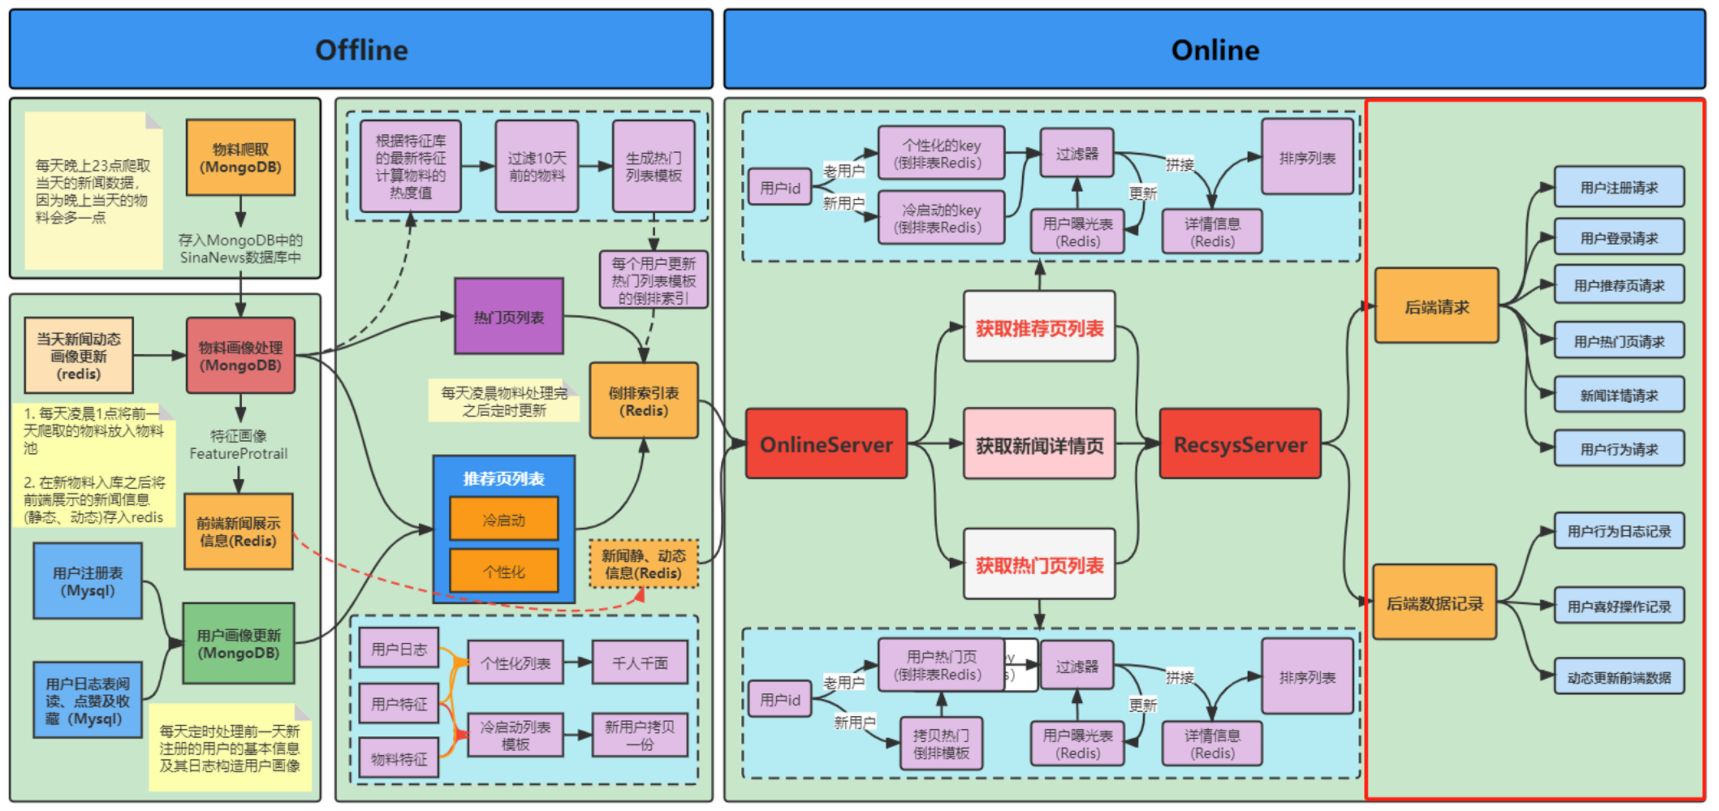 Offline
Online
每天晚上23点爬取
当天的新闻数据，
因为晚上当天的物
料会多一点
物料爬取
(MongoDB)
存入MongoDB中的
SinaNews数据库中
当天新闻动态
画像更新
(redis)
物料画像处理
(MongoDB)
1. 每天凌晨1点将前一
天爬取的物料放入物料
池
2. 在新物料入库之后将
前端展示的新闻信息
(静态、动态)存入redis
特征画像
FeatureProtrail
前端新闻展示
信息(Redis)
用户注册表
(Mysql)
用户画像更新
(MongoDB)
用户日志表阅
读、点赞及收
藏（Mysql）
每天定时处理前一天新
注册的用户的基本信息
及其日志构造用户画像
根据特征库
的最新特征
计算物料的
热度值
过滤10天
前的物料
生成热门
列表模板
每个用户更新
热门列表模板
的倒排索引
热门页列表
每天凌晨物料处理完
之后定时更新
倒排索引表
(Redis)
推荐页列表
冷启动
个性化
新闻静、动态
信息(Redis)
用户日志
用户特征
物料特征
个性化列表
千人千面
冷启动列表
模板
新用户拷贝
一份
用户id
老用户
新用户
个性化的key
(倒排表Redis)
冷启动的key
(倒排表Redis)
过滤器
用户曝光表
(Redis)
更新
拼接
详情信息
(Redis)
排序列表
OnlineServer
获取推荐页列表
获取新闻详情页
获取热门页列表
RecsysServer
用户id
老用户
新用户
用户热门页
(倒排表Redis)
拷贝热门
倒排模板
过滤器
用户曝光表
(Redis)
更新
拼接
详情信息
(Redis)
排序列表
后端请求
用户注册请求
用户登录请求
用户推荐页请求
用户热门页请求
新闻详情请求
用户行为请求
后端数据记录
用户行为日志记录
用户喜好操作记录
动态更新前端数据